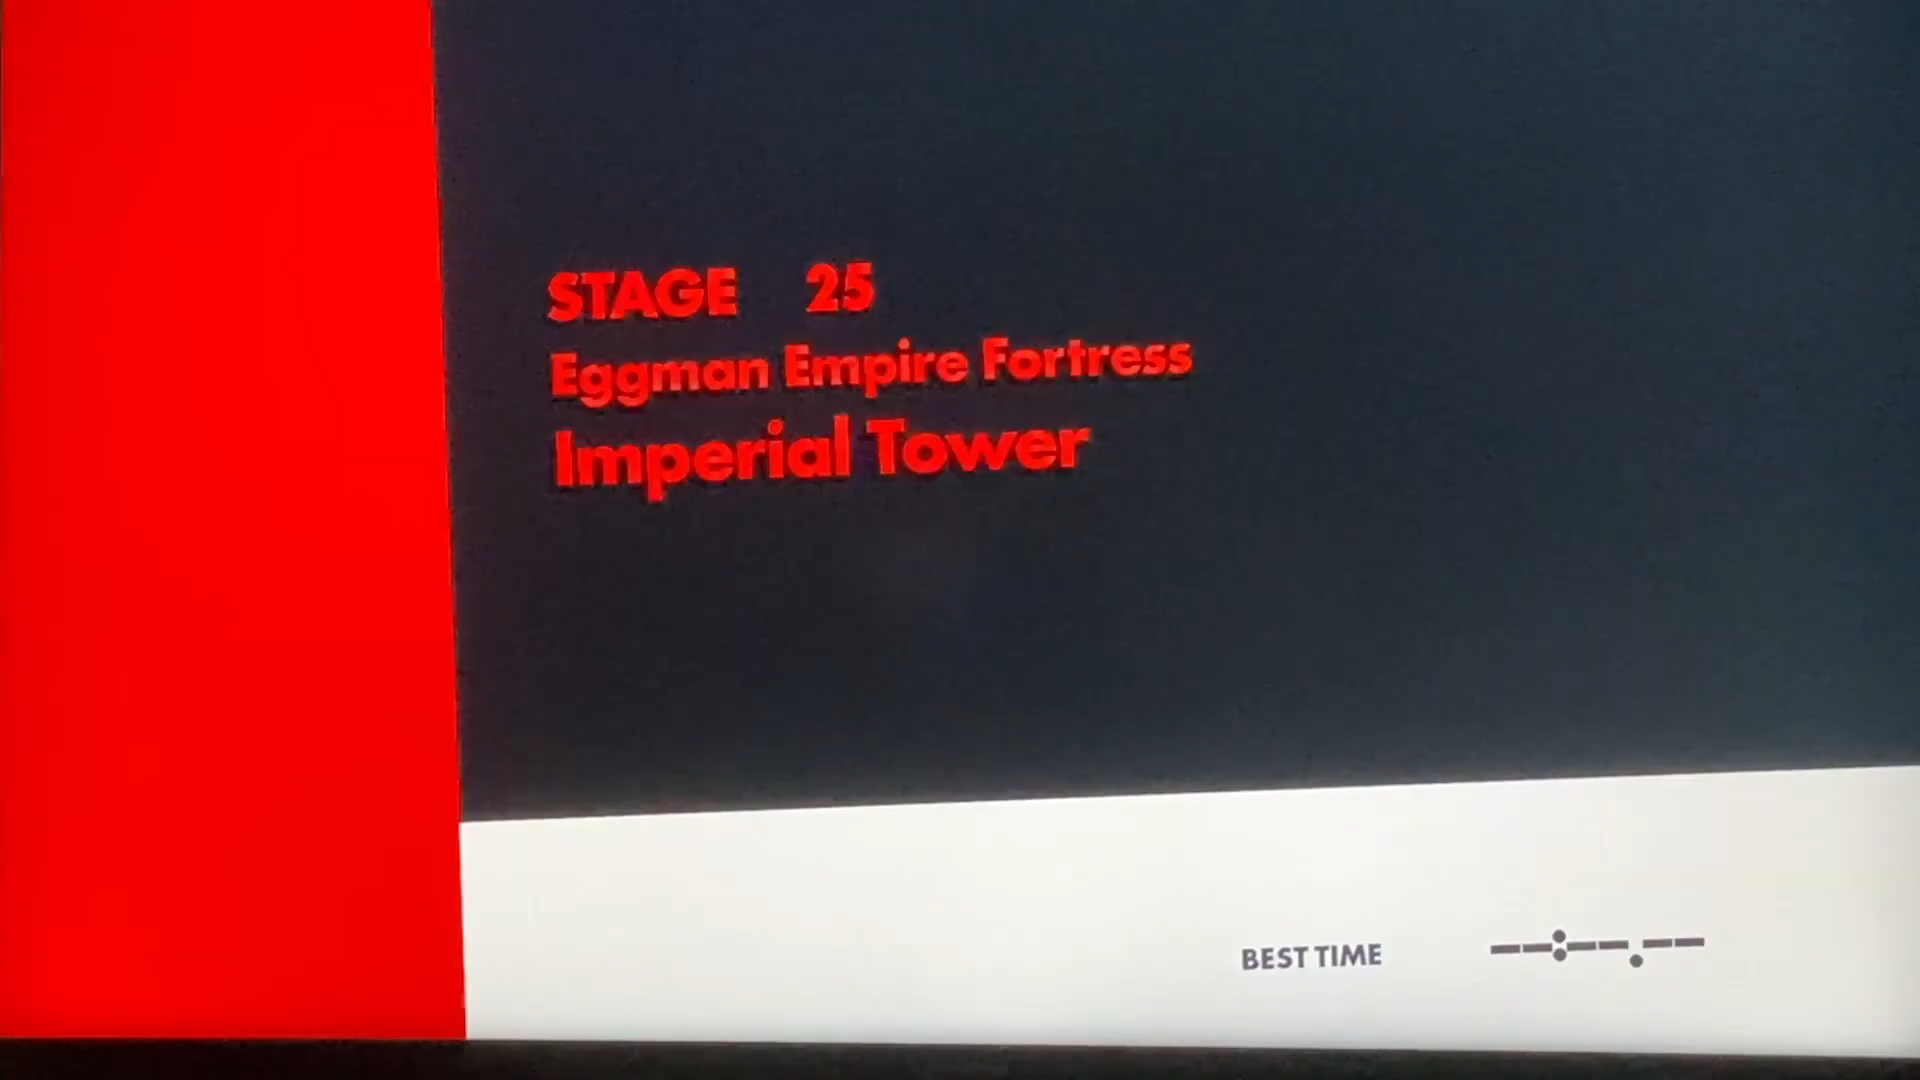 STAGE 25
Eggman Empire Fortress
Imperial Tower
BEST TIME --:--.--